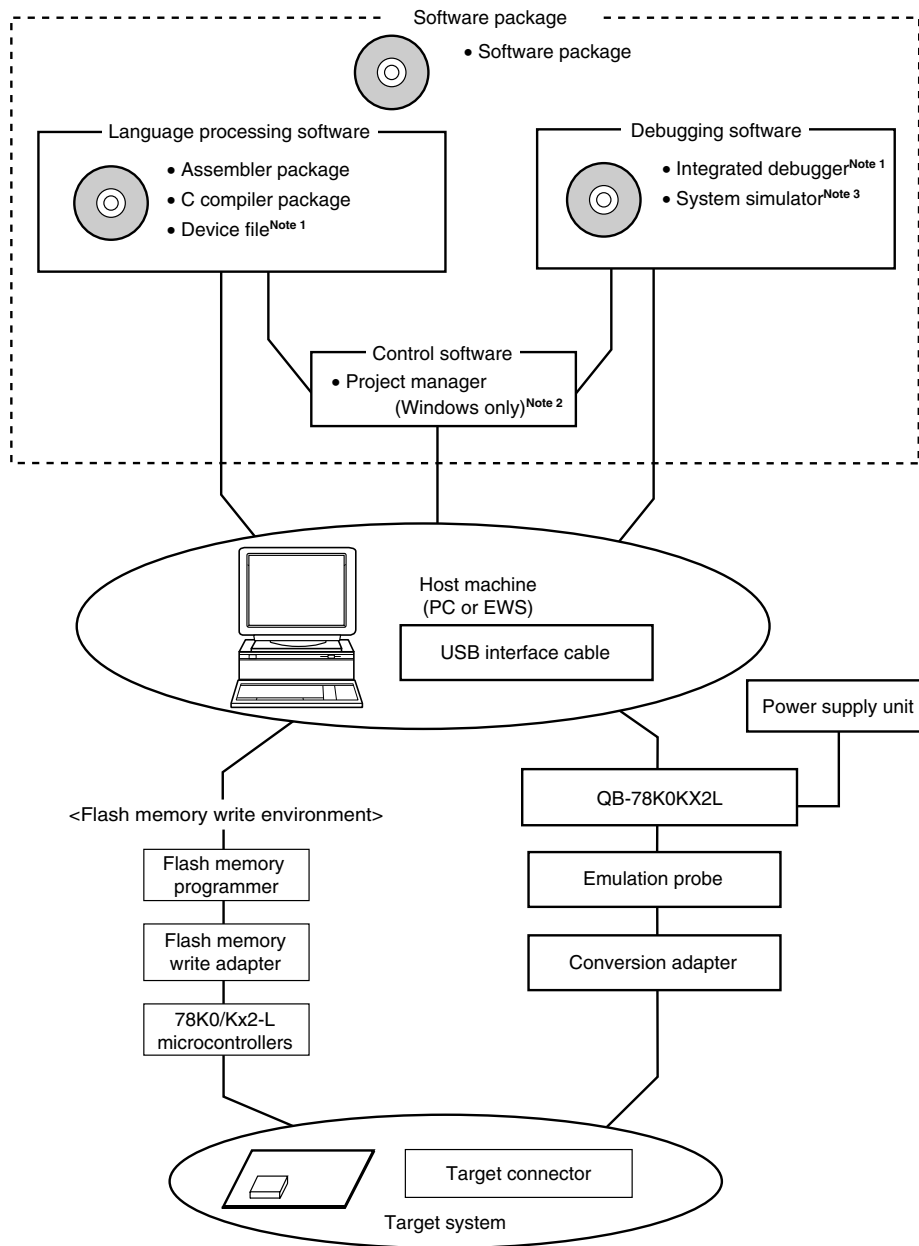 Software package
• Software package
Language processing software
• Assembler package
• C compiler package
• Device fileNote 1
Debugging software
• Integrated debuggerNote 1
• System simulatorNote 3
Control software
• Project manager
(Windows only)Note 2
Host machine
(PC or EWS)
USB interface cable
Power supply unit
<Flash memory write environment>
Flash memory
programmer
Flash memory
write adapter
78K0/Kx2-L
microcontrollers
QB-78K0KX2L
Emulation probe
Conversion adapter
Target connector
Target system